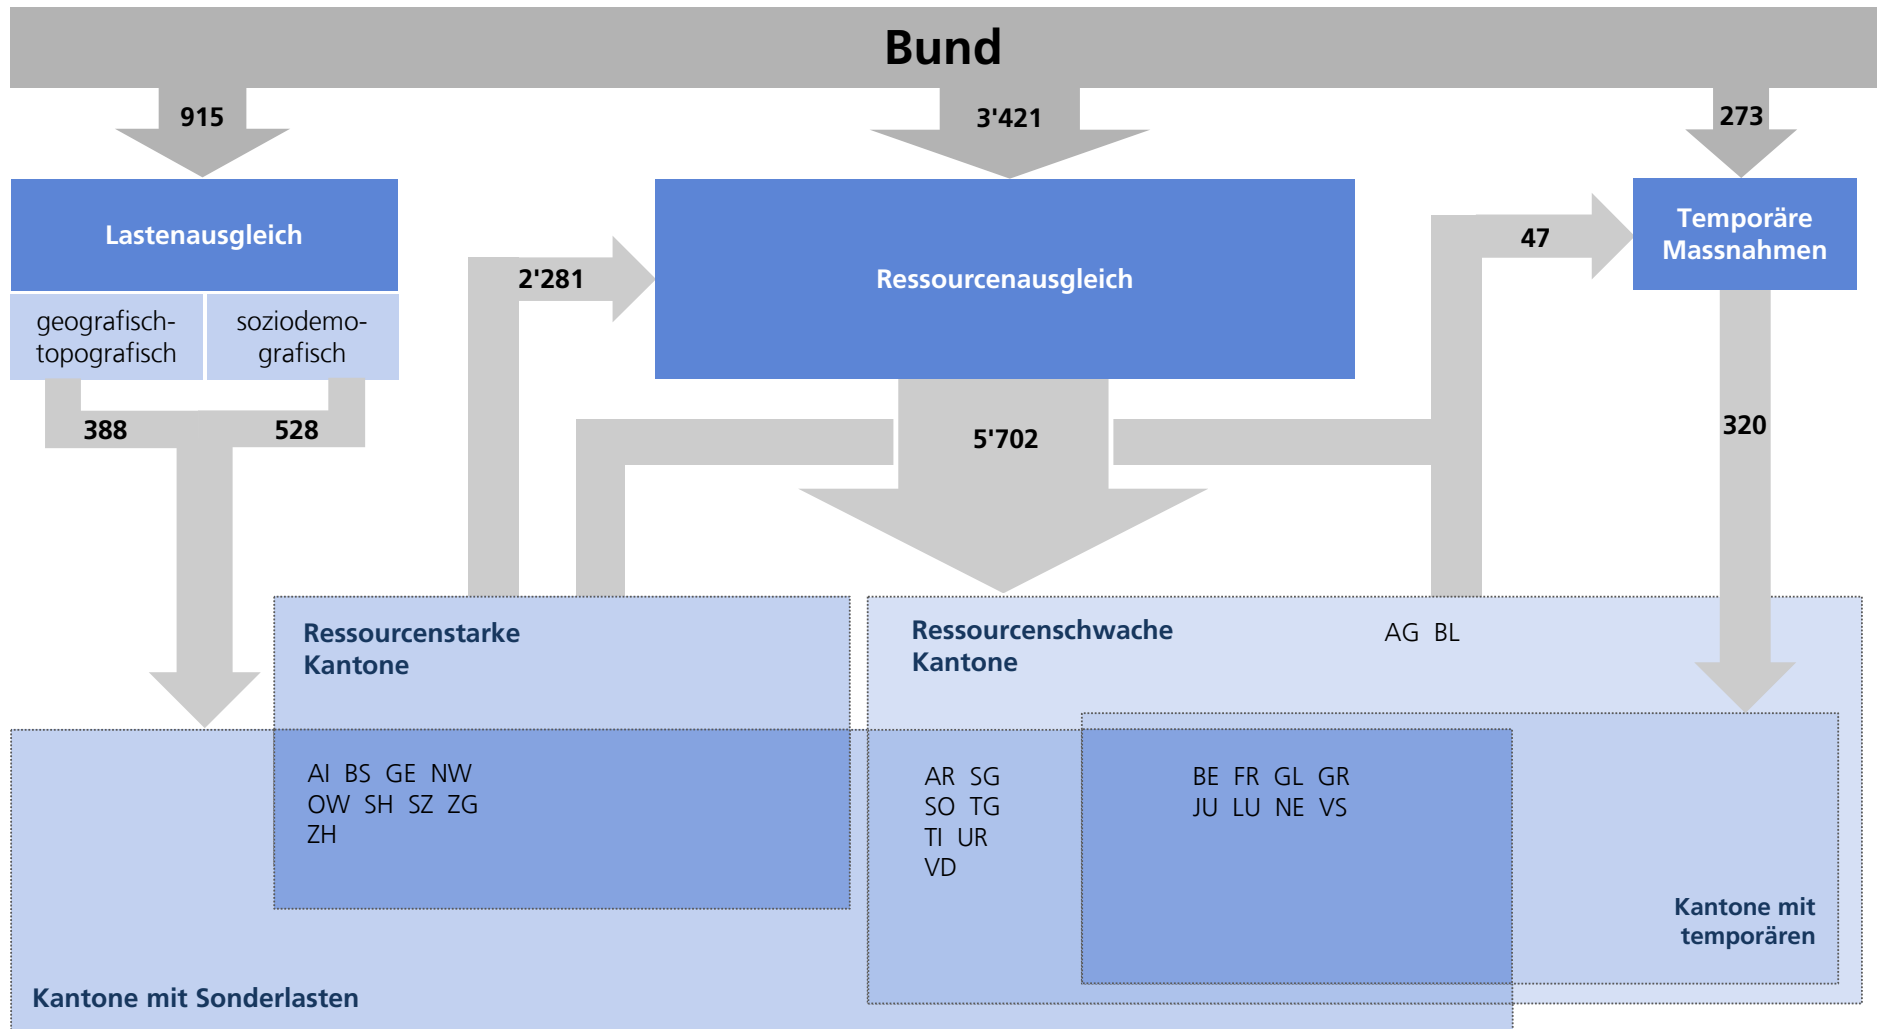 Bund
915
3'421
273
Lastenausgleich
geografisch-
topografisch
soziodemo-
grafisch
388
528
2'281
Ressourcenausgleich
5'702
47
Temporäre
Massnahmen
320
Ressourcenstarke
Kantone
Ressourcenschwache
Kantone
AG BL
AI BS GE NW
OW SH SZ ZG
ZH
AR SG
SO TG
TI UR
VD
BE FR GL GR
JU LU NE VS
Kantone mit
temporären
Kantone mit Sonderlasten